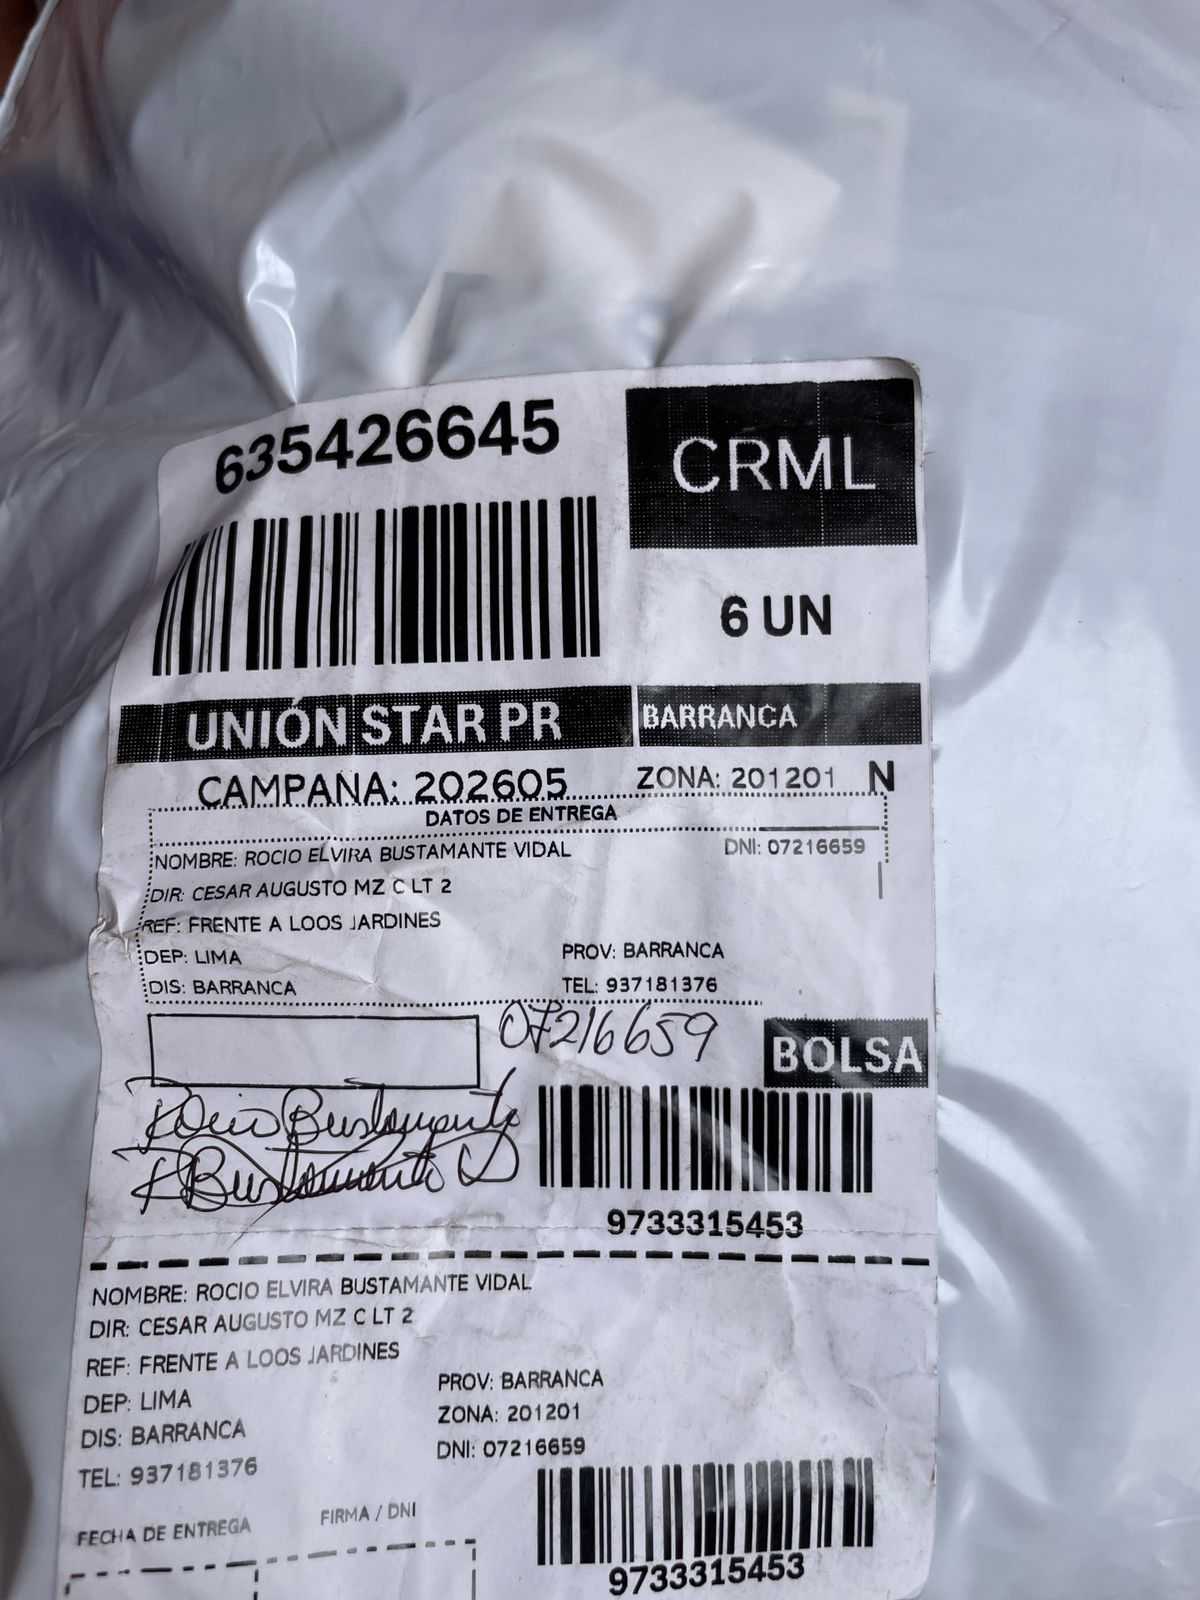 635426645
CRML
6 UN
UNIÓN STAR PR
BARRANCA
CAMPANA: 202605
ZONA: 201201 N
DATOS DE ENTREGA
NOMBRE: ROCIO ELVIRA BUSTAMANTE VIDAL
DNI: 07216659
DIR: CESAR AUGUSTO MZ C LT 2
REF: FRENTE A LOOS JARDINES
DEP: LIMA
PROV: BARRANCA
DIS: BARRANCA
TEL: 937181376
07216659
BOLSA
Rocio Bustamante
RBustamante V
9733315453
NOMBRE: ROCIO ELVIRA BUSTAMANTE VIDAL
DIR: CESAR AUGUSTO MZ C LT 2
REF: FRENTE A LOOS JARDINES
DEP: LIMA
PROV: BARRANCA
DIS: BARRANCA
ZONA: 201201
TEL: 937181376
DNI: 07216659
FECHA DE ENTREGA
FIRMA / DNI
9733315453